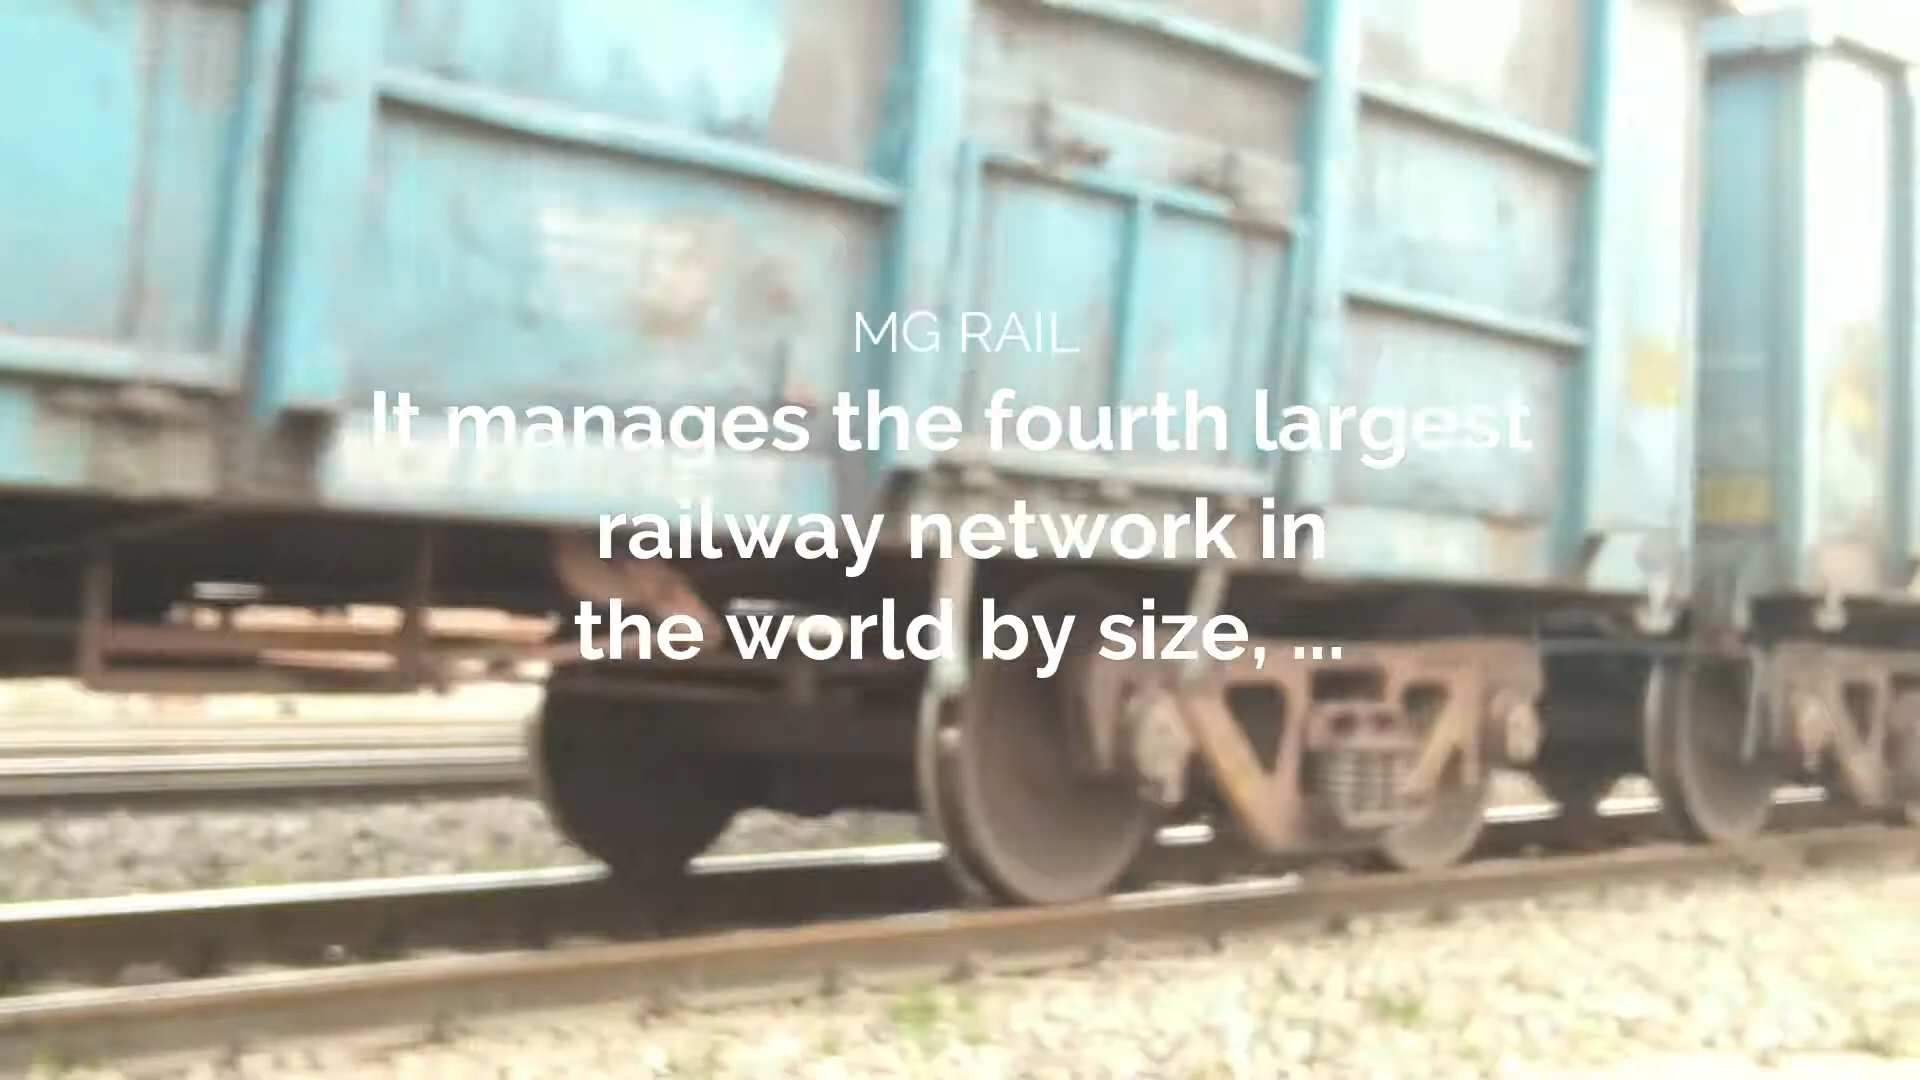 MG RAIL
It manages the fourth largest
railway network in
the world by size, ...